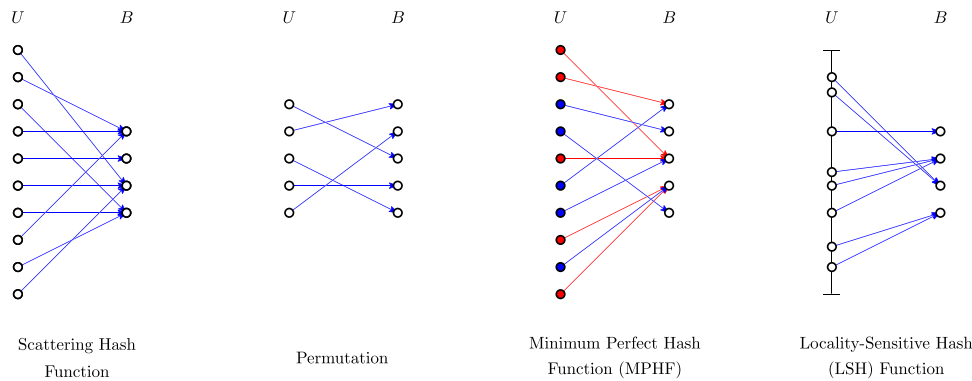 U B U B U B U B
Scattering Hash
Function
Permutation
Minimum Perfect Hash
Function (MPHF)
Locality-Sensitive Hash
(LSH) Function